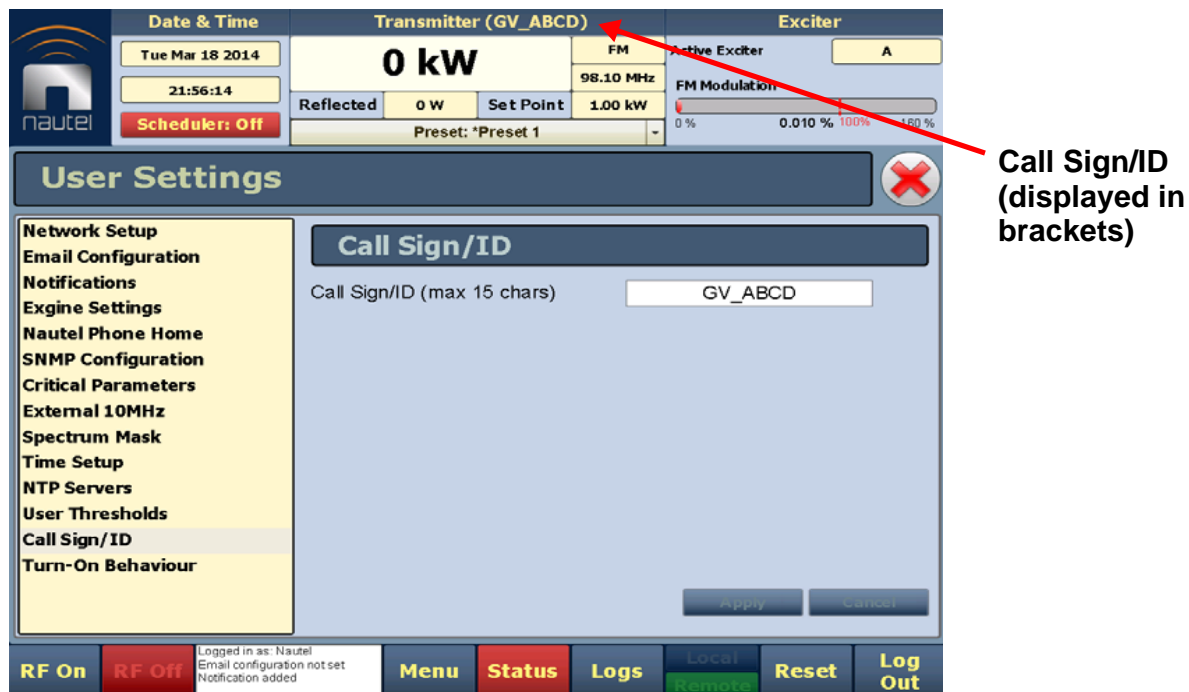 Date & Time
Transmitter (GV_ABCD)
Exciter
nautel
Tue Mar 18 2014
21:56:14
Scheduler: Off
0 kW
FM
98.10 MHz
Reflected 0 W Set Point 1.00 kW
Preset: *Preset 1
Active Exciter A
FM Modulation
0 % 0.010 % 100% 160 %
Call Sign/ID
(displayed in
brackets)
User Settings
Network Setup
Email Configuration
Notifications
Exgine Settings
Nautel Phone Home
SNMP Configuration
Critical Parameters
External 10MHz
Spectrum Mask
Time Setup
NTP Servers
User Thresholds
Call Sign/ID
Turn-On Behaviour
Call Sign/ID
Call Sign/ID (max 15 chars) GV_ABCD
Apply Cancel
RF On
RF Off
Logged in as: Nautel
Email configuration not set
Notification added
Menu
Status
Logs
Local
Remote
Reset
Log
Out